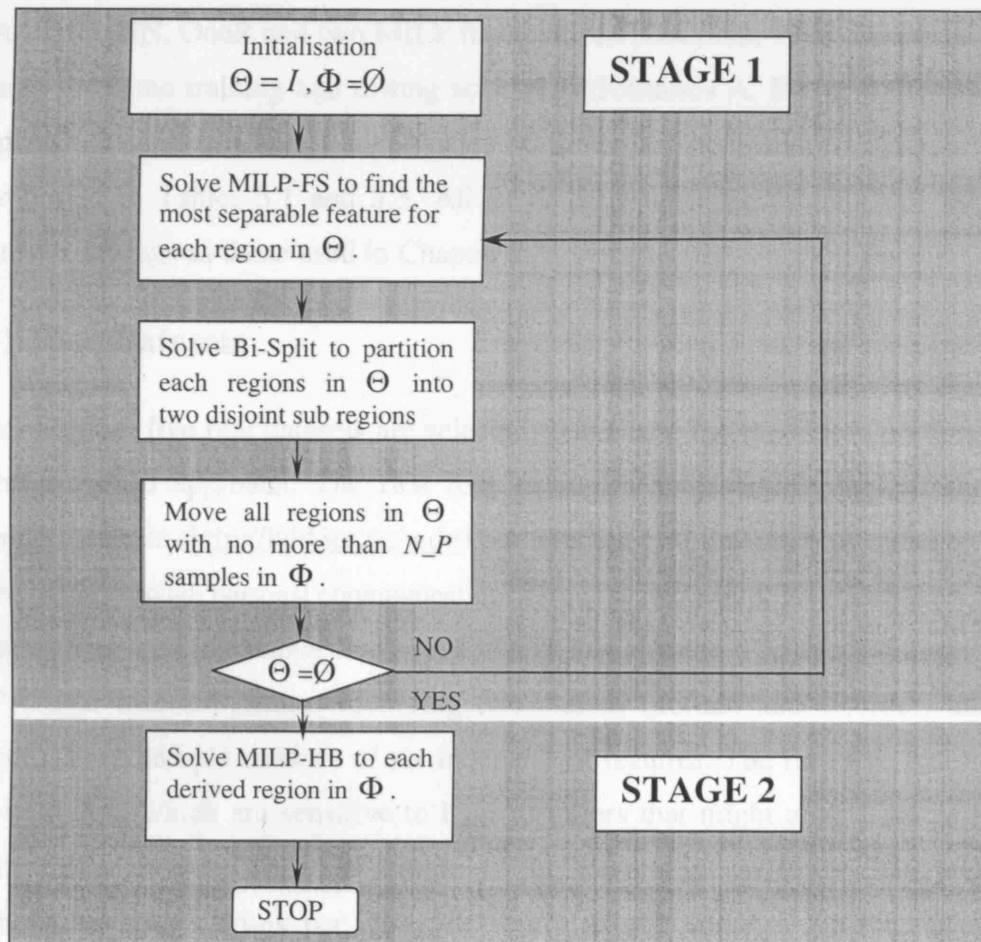 Initialisation
Θ = I, Φ =Ø
STAGE 1
Solve MILP-FS to find the
most separable feature for
each region in Θ .
Solve Bi-Split to partition
each regions in Θ into
two disjoint sub regions
Move all regions in Θ
with no more than N_P
samples in Φ .
Θ =Ø
NO
YES
Solve MILP-HB to each
derived region in Φ .
STAGE 2
STOP